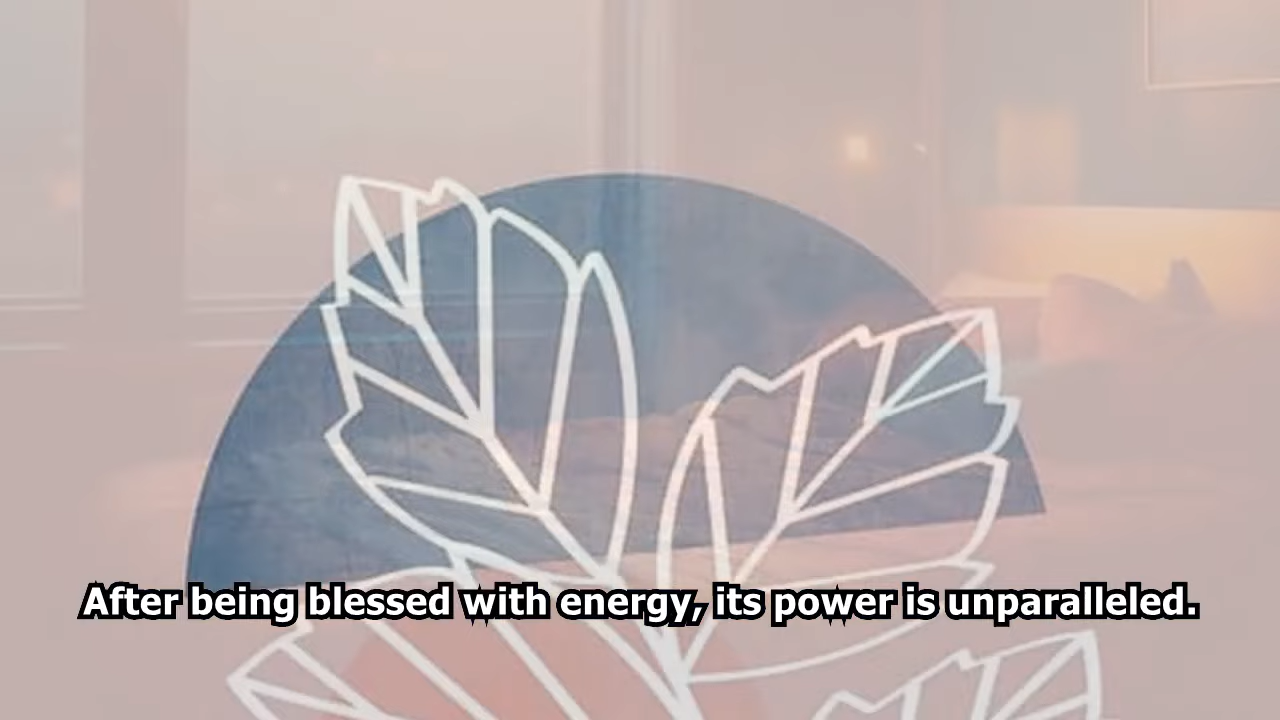 After being blessed with energy, its power is unparalleled.